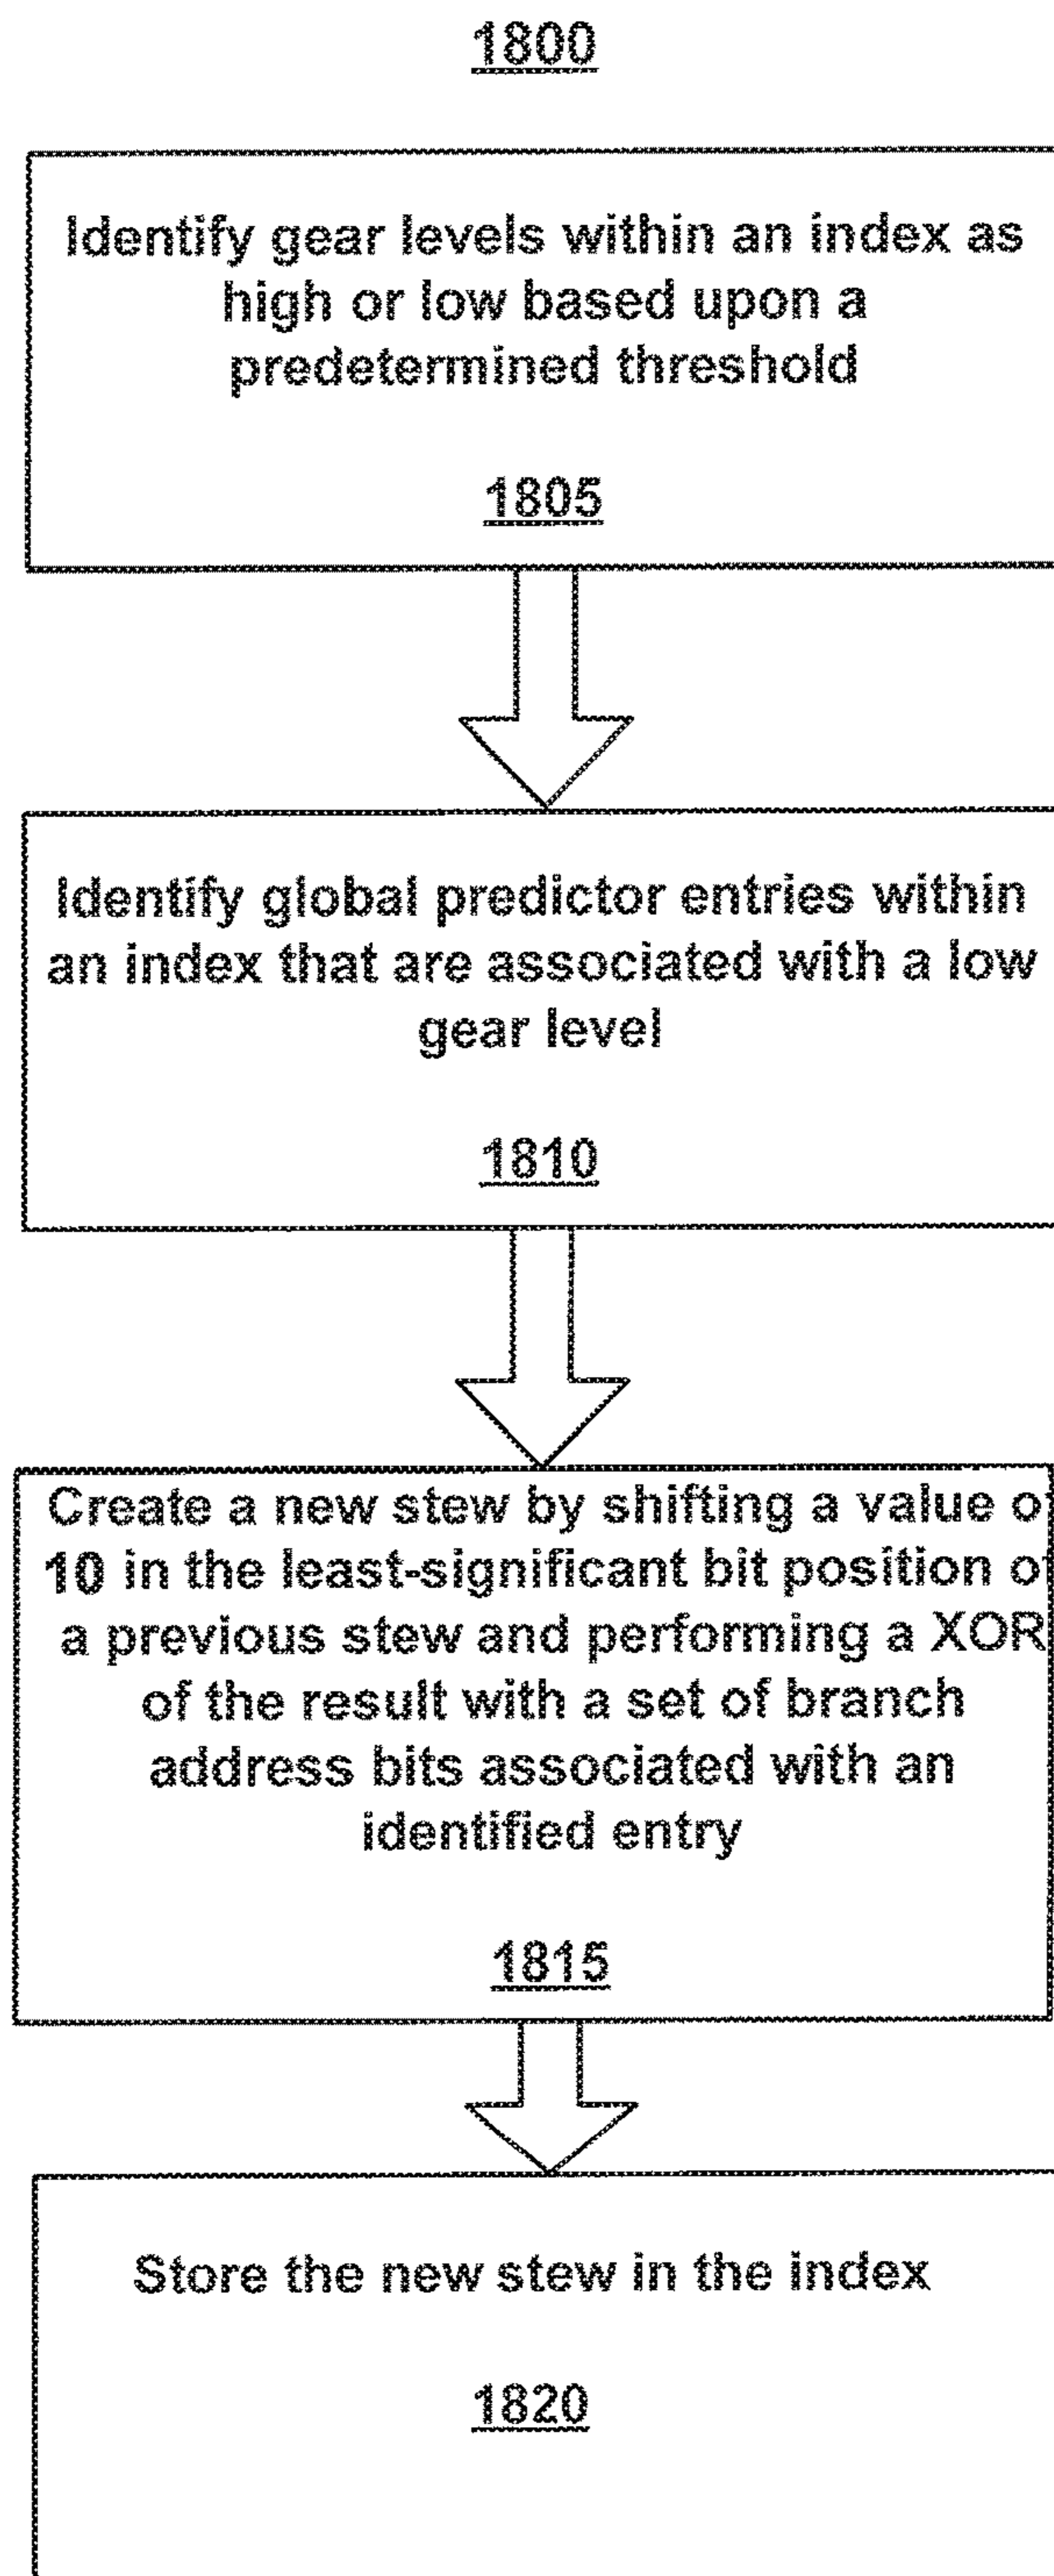 1800
Identify gear levels within an index as
high or low based upon a
predetermined threshold
1805
Identify global predictor entries within
an index that are associated with a low
gear level
1810
Create a new stew by shifting a value of
10 in the least-significant bit position of
a previous stew and performing a XOR
of the result with a set of branch
address bits associated with an
identified entry
1815
Store the new stew in the index
1820